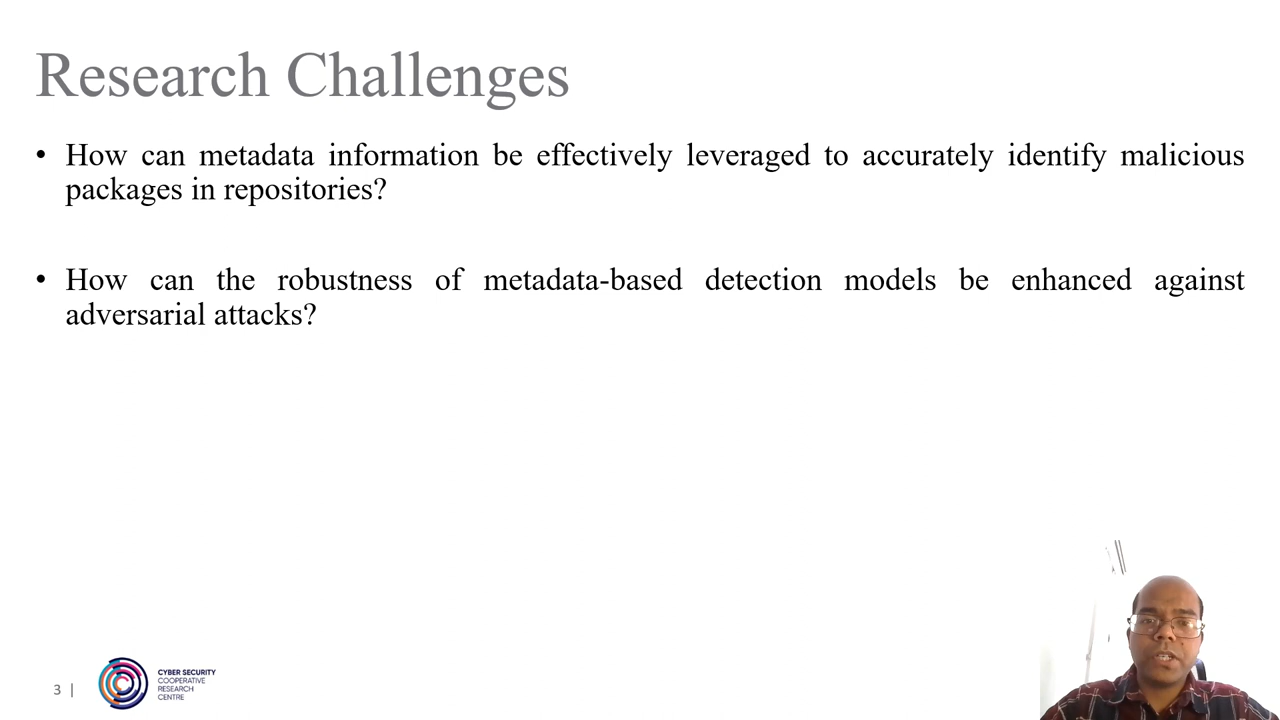 Research Challenges
• How can metadata information be effectively leveraged to accurately identify malicious
packages in repositories?
• How can the robustness of metadata-based detection models be enhanced against
adversarial attacks?
3 |
CYBER SECURITY
COOPERATIVE
RESEARCH
CENTRE